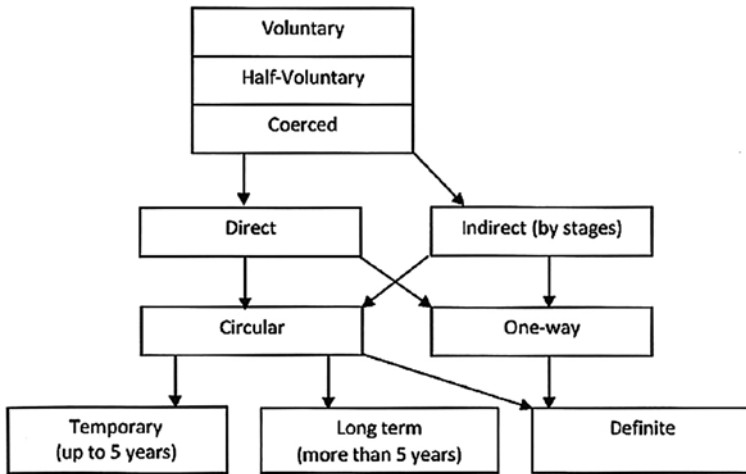 Voluntary
Half-Voluntary
Coerced
Direct
Indirect (by stages)
Circular
One-way
Temporary
(up to 5 years)
Long term
(more than 5 years)
Definite